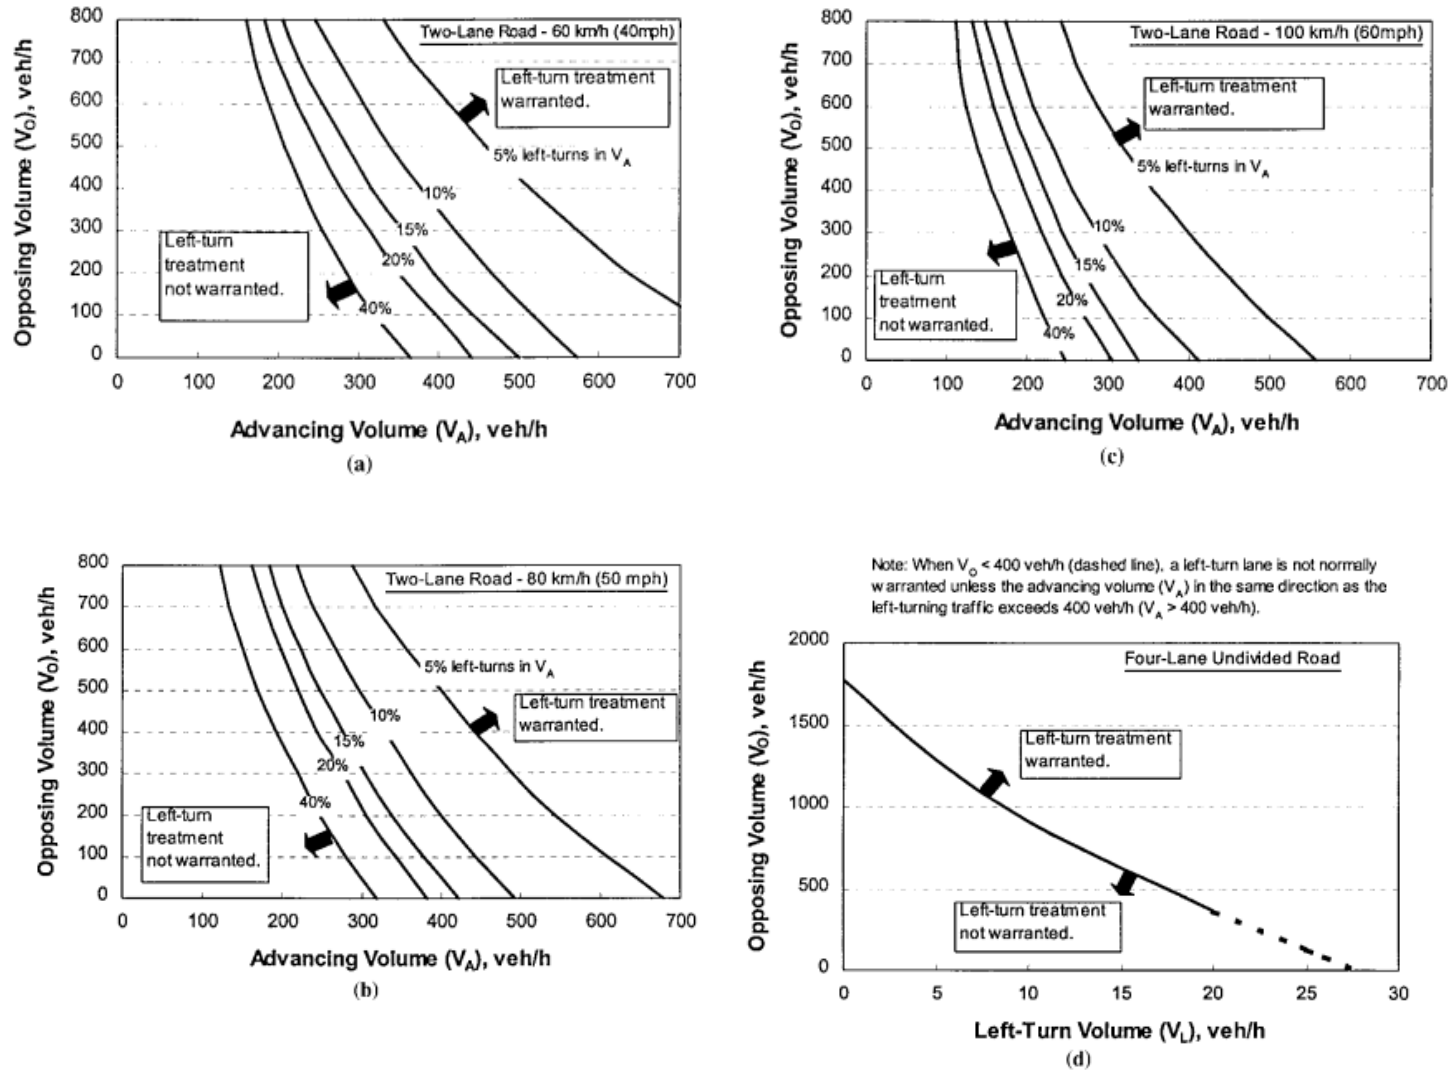 Two-Lane Road - 60 km/h (40mph)
Left-turn treatment
warranted.
5% left-turns in VA
10%
15%
20%
40%
Left-turn
treatment
not warranted.
Opposing Volume (VO), veh/h
800
700
600
500
400
300
200
100
0
0 100 200 300 400 500 600 700
Advancing Volume (VA), veh/h
(a)
Two-Lane Road - 100 km/h (60mph)
Left-turn treatment
warranted.
5% left-turns in VA
10%
15%
20%
40%
Left-turn
treatment
not warranted.
Opposing Volume (VO), veh/h
800
700
600
500
400
300
200
100
0
0 100 200 300 400 500 600 700
Advancing Volume (VA), veh/h
(c)
Two-Lane Road - 80 km/h (50 mph)
5% left-turns in VA
Left-turn treatment
warranted.
10%
15%
20%
40%
Left-turn
treatment
not warranted.
Opposing Volume (VO), veh/h
800
700
600
500
400
300
200
100
0
0 100 200 300 400 500 600 700
Advancing Volume (VA), veh/h
(b)
Note: When VO < 400 veh/h (dashed line), a left-turn lane is not normally
warranted unless the advancing volume (VA) in the same direction as the
left-turning traffic exceeds 400 veh/h (VA > 400 veh/h).
Four-Lane Undivided Road
Left-turn treatment
warranted.
Left-turn treatment
not warranted.
Opposing Volume (VO), veh/h
2000
1500
1000
500
0
0 5 10 15 20 25 30
Left-Turn Volume (VL), veh/h
(d)